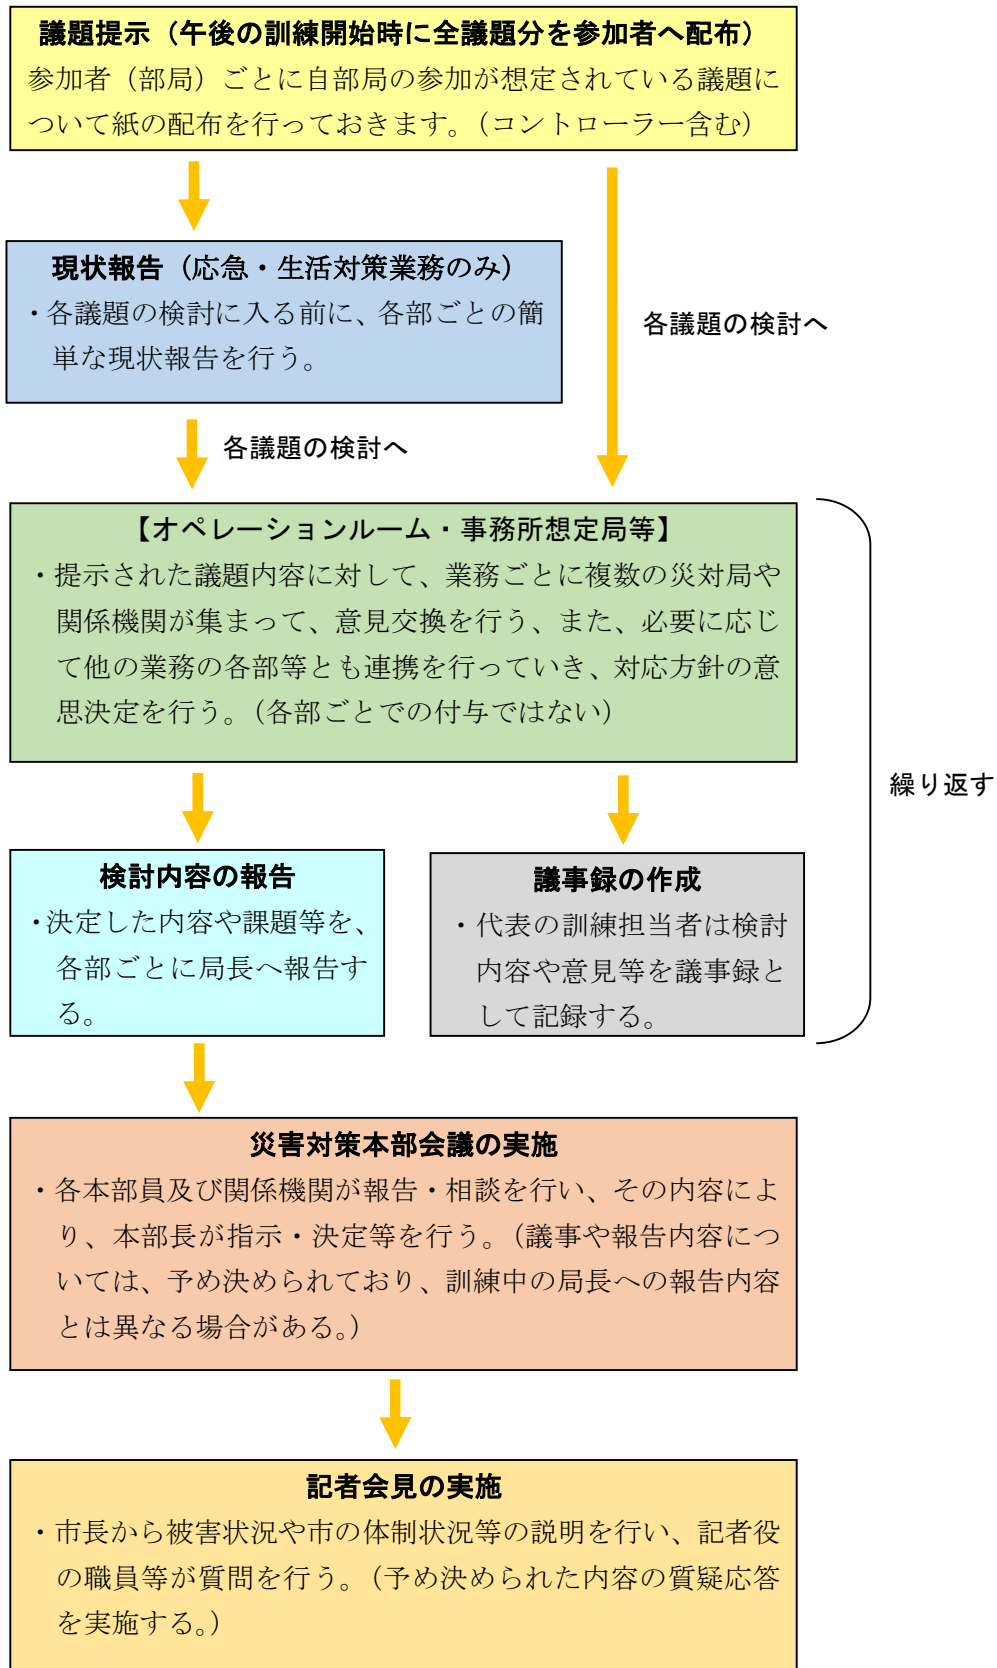 議題提示（午後の訓練開始時に全議題分を参加者へ配布）
参加者（部局）ごとに自部局の参加が想定されている議題に
ついて紙の配布を行っておきます。（コントローラー含む）
現状報告（応急・生活対策業務のみ）
・各議題の検討に入る前に、各部ごとの簡
単な現状報告を行う。
各議題の検討へ
各議題の検討へ
【オペレーションルーム・事務所想定局等】
・提示された議題内容に対して、業務ごとに複数の災対局や
関係機関が集まって、意見交換を行う、また、必要に応じ
て他の業務の各部等とも連携を行っていき、対応方針の意
思決定を行う。（各部ごとでの付与ではない）
繰り返す
検討内容の報告
・決定した内容や課題等を、
各部ごとに局長へ報告す
る。
議事録の作成
・代表の訓練担当者は検討
内容や意見等を議事録と
して記録する。
災害対策本部会議の実施
・各本部員及び関係機関が報告・相談を行い、その内容によ
り、本部長が指示・決定等を行う。（議事や報告内容につ
いては、予め決められており、訓練中の局長への報告内容
とは異なる場合がある。）
記者会見の実施
・市長から被害状況や市の体制状況等の説明を行い、記者役
の職員等が質問を行う。（予め決められた内容の質疑応答
を実施する。）